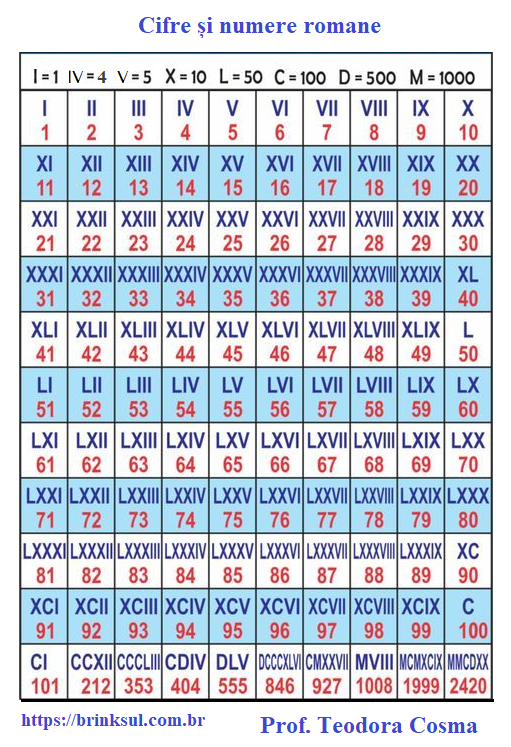 Cifre și numere romane
I = 1 IV = 4 V = 5 X = 10 L = 50 C = 100 D = 500 M = 1000
I II III IV V VI VII VIII IX X
1 2 3 4 5 6 7 8 9 10
XI XII XIII XIV XV XVI XVII XVIII XIX XX
11 12 13 14 15 16 17 18 19 20
XXI XXII XXIII XXIV XXV XXVI XXVII XXVIII XXIX XXX
21 22 23 24 25 26 27 28 29 30
XXXI XXXII XXXIII XXXIV XXXV XXXVI XXXVII XXXVIII XXXIX XL
31 32 33 34 35 36 37 38 39 40
XLI XLII XLIII XLIV XLV XLVI XLVII XLVIII XLIX L
41 42 43 44 45 46 47 48 49 50
LI LII LIII LIV LV LVI LVII LVIII LIX LX
51 52 53 54 55 56 57 58 59 60
LXI LXII LXIII LXIV LXV LXVI LXVII LXVIII LXIX LXX
61 62 63 64 65 66 67 68 69 70
LXXI LXXII LXXIII LXXIV LXXV LXXVI LXXVII LXXVIII LXXIX LXXX
71 72 73 74 75 76 77 78 79 80
LXXXI LXXXII LXXXIII LXXXIV LXXXV LXXXVI LXXXVII LXXXVIII LXXXIX XC
81 82 83 84 85 86 87 88 89 90
XCI XCII XCIII XCIV XCV XCVI XCVII XCVIII XCIX C
91 92 93 94 95 96 97 98 99 100
CI CCXII CCCLIII CDIV DLV DCCCXLVI CMXXVII MVIII MCMXCIX MMCDXX
101 212 353 404 555 846 927 1008 1999 2420
https://brinksul.com.br Prof. Teodora Cosma